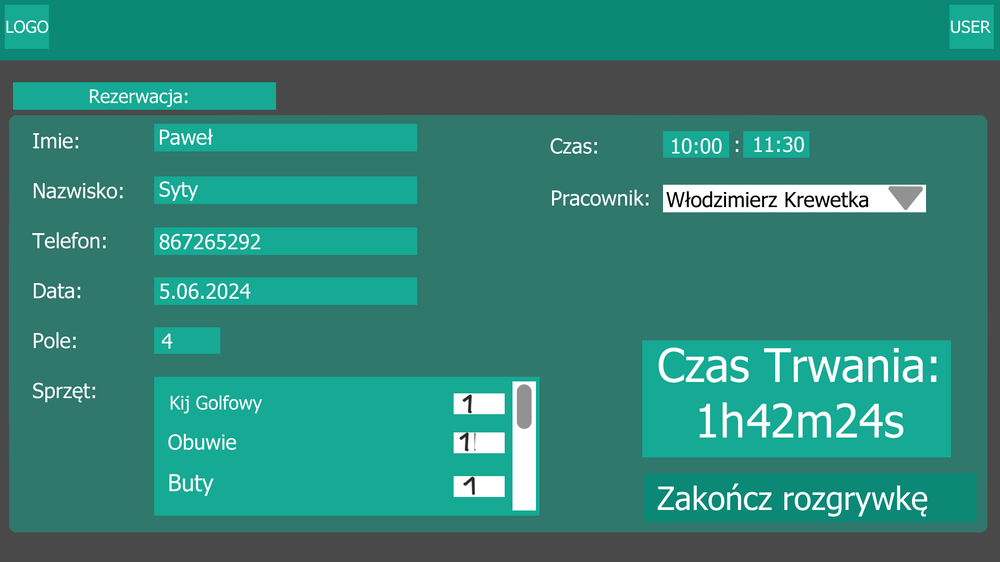 LOGO
USER
Rezerwacja:
Imie: Paweł
Nazwisko: Syty
Telefon: 867265292
Data: 5.06.2024
Pole: 4
Sprzęt:
Kij Golfowy 1
Obuwie 1
Buty 1
Czas: 10:00 : 11:30
Pracownik: Włodzimierz Krewetka
Czas Trwania:
1h42m24s
Zakończ rozgrywkę